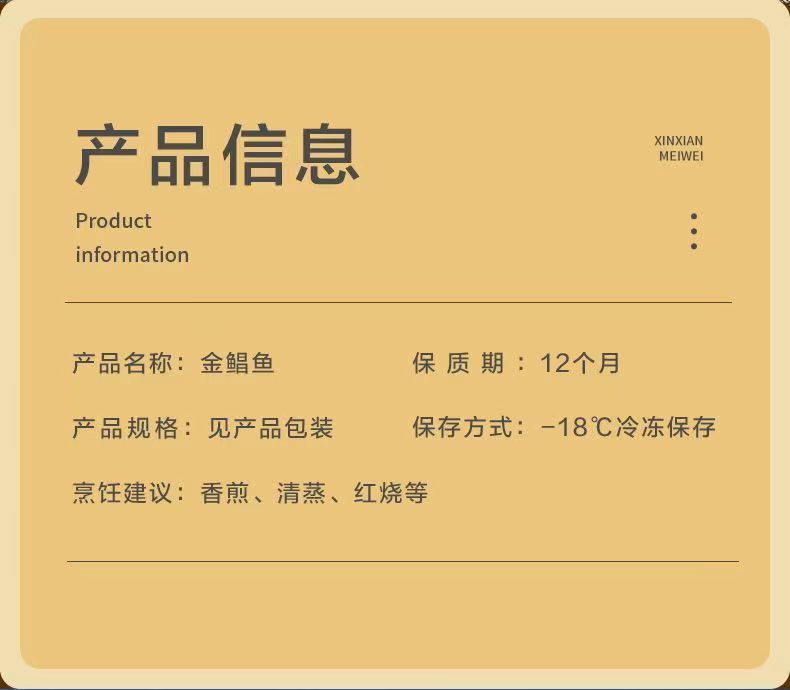 产品信息
XINXIAN
MEIWEI
Product
information
产品名称：金鲳鱼
保质期：12个月
产品规格：见产品包装
保存方式：-18℃冷冻保存
烹饪建议：香煎、清蒸、红烧等